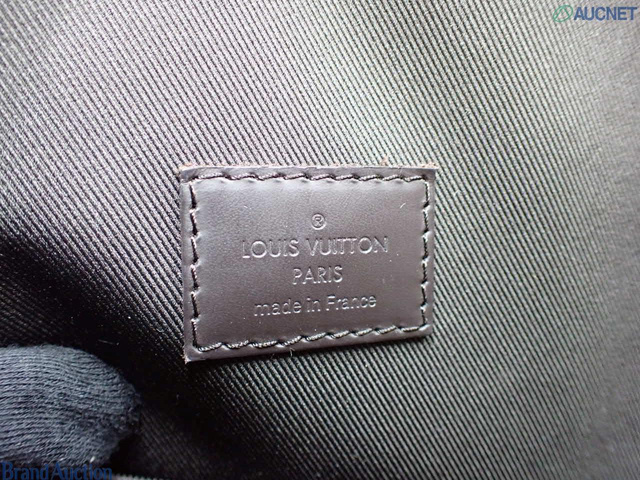 AUCNET
®
LOUIS VUITTON
PARIS
made in France
Brand Auction